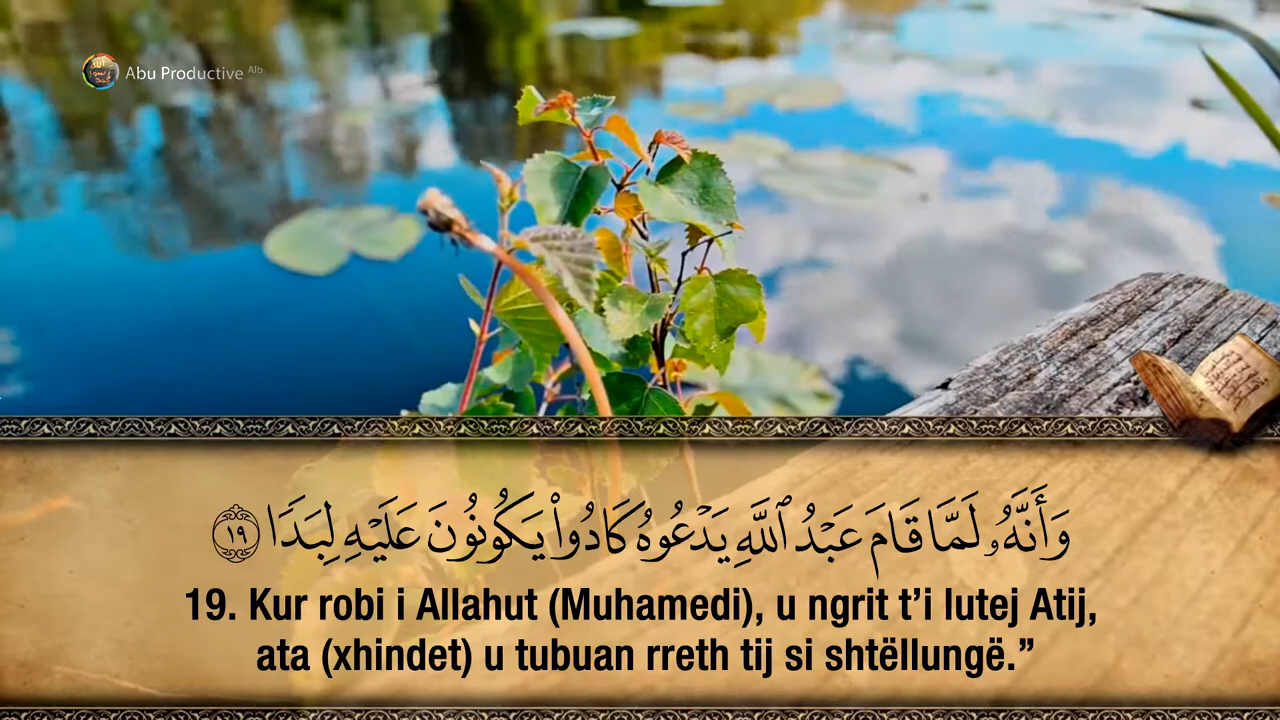 Abu Productive Alb
وَأَنَّهُۥ لَمَّا قَامَ عَبْدُ ٱللَّهِ يَدْعُوهُ كَادُوا۟ يَكُونُونَ عَلَيْهِ لِبَدًا ١٩
19. Kur robi i Allahut (Muhamedi), u ngrit t’i lutej Atij,
ata (xhindet) u tubuan rreth tij si shtëllungë.”